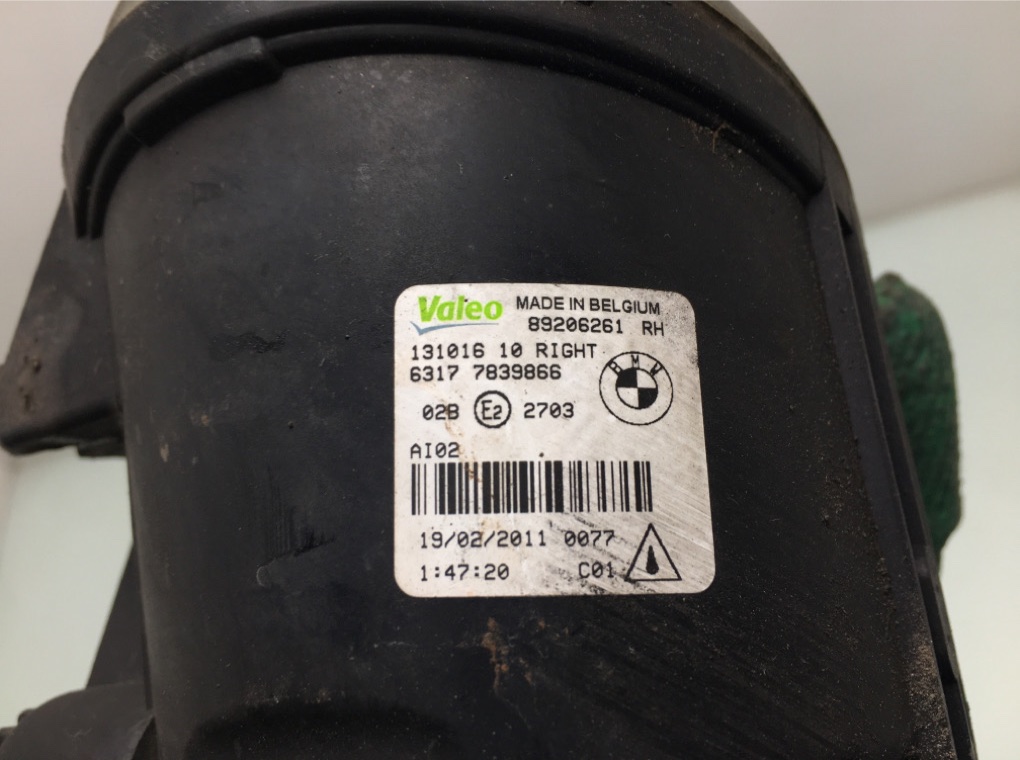 Valeo MADE IN BELGIUM
89206261 RH
131016 10 RIGHT
6317 7839866
BMW
02B E2 2703
AI02
19/02/2011 0077
1:47:20 C01